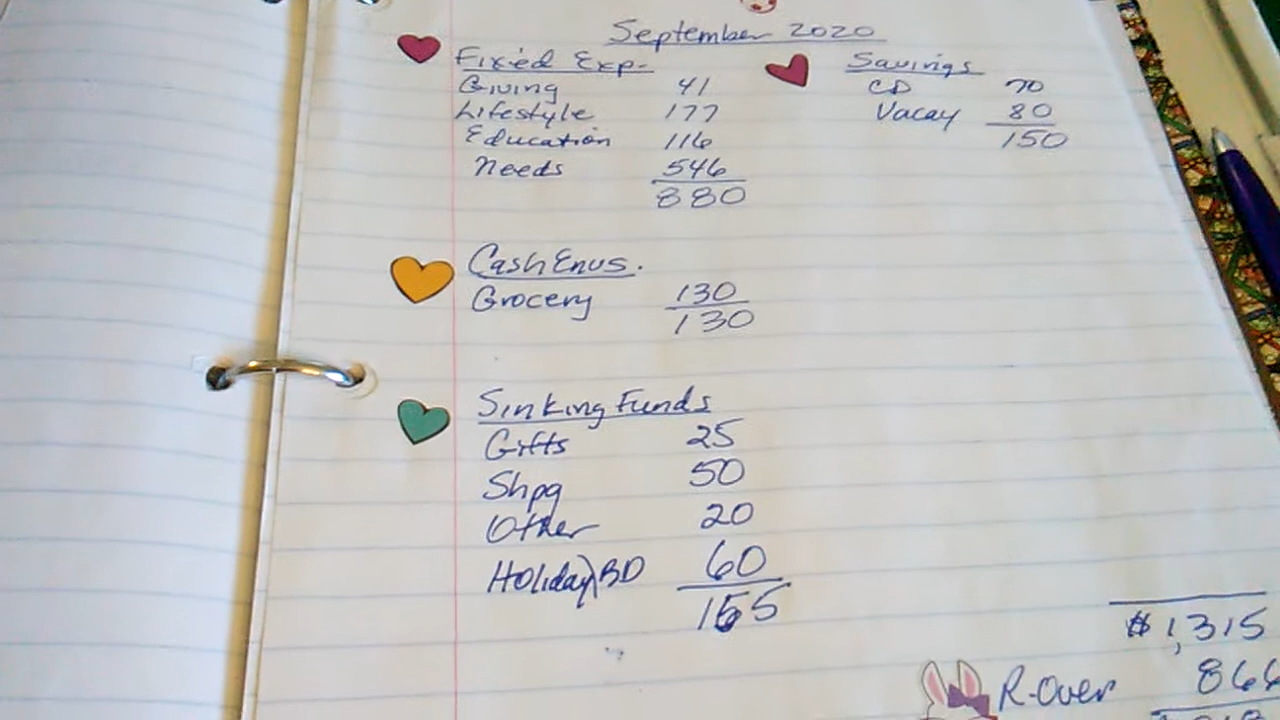 September 2020
Fixed Exp.
Giving 41
Lifestyle 177
Education 116
Needs 546
880
Savings
CD 70
Vacay 80
150
Cash Envs.
Grocery 130
130
Sinking Funds
Gifts 25
Shpg 50
Other 20
Holiday\BD 60
155
$1,315
R-Over 866